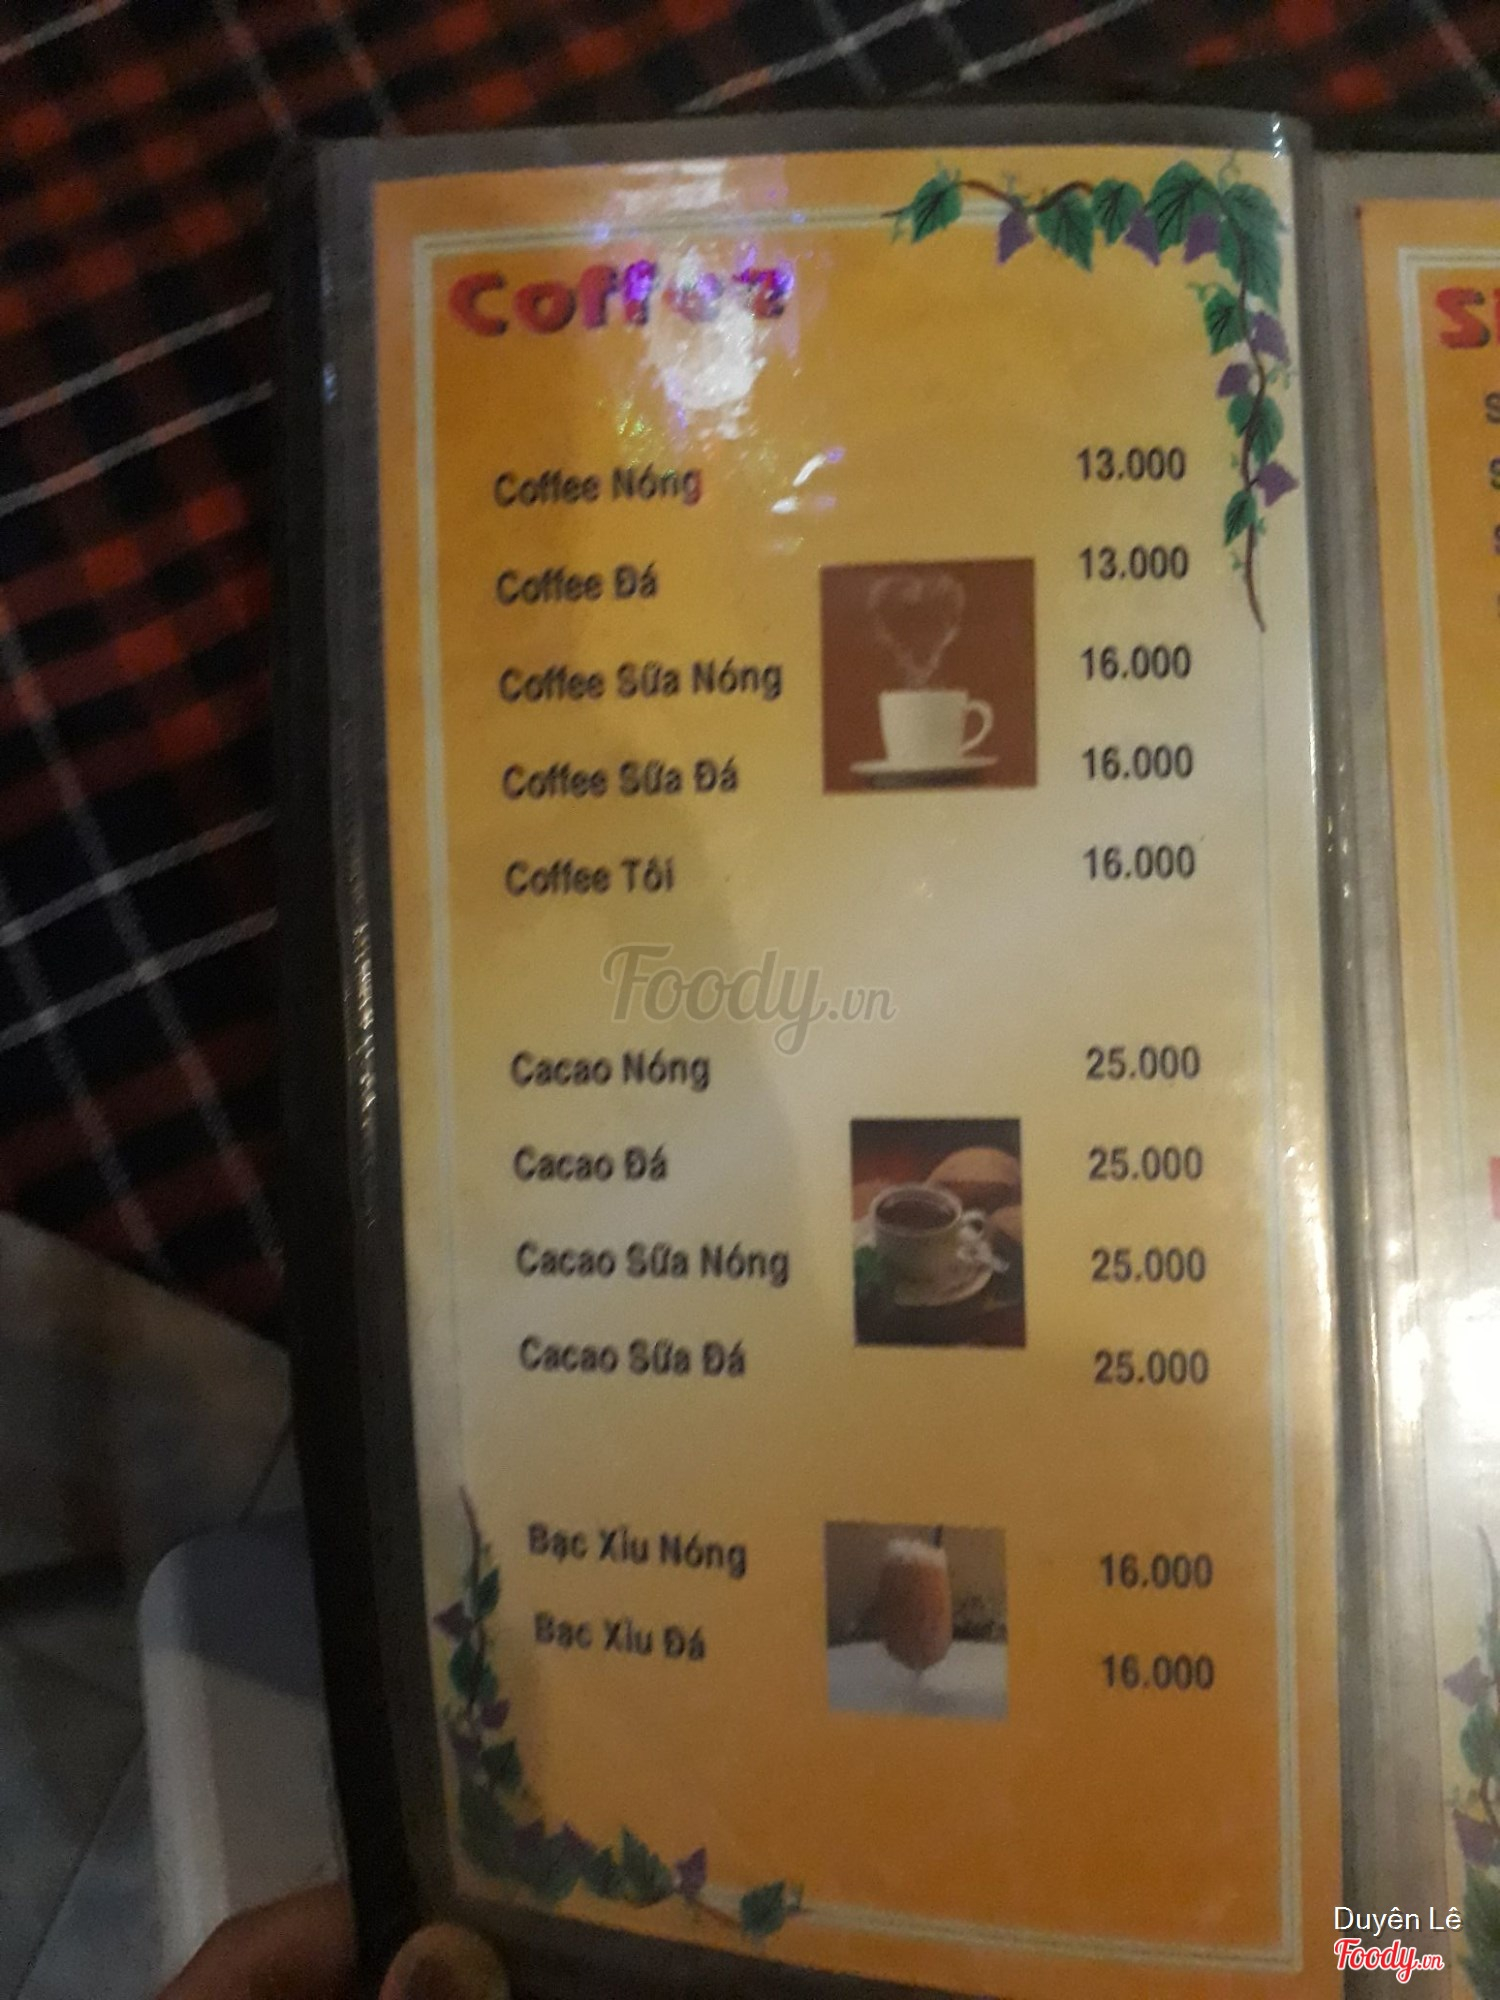 Coffez
Coffee Nóng 13.000
Coffee Đá 13.000
Coffee Sữa Nóng 16.000
Coffee Sữa Đá 16.000
Coffee Tôi 16.000
Foody.vn
Cacao Nóng 25.000
Cacao Đá 25.000
Cacao Sữa Nóng 25.000
Cacao Sữa Đá 25.000
Bạc Xỉu Nóng 16.000
Bạc Xỉu Đá 16.000
Duyên Lê
Foody.vn